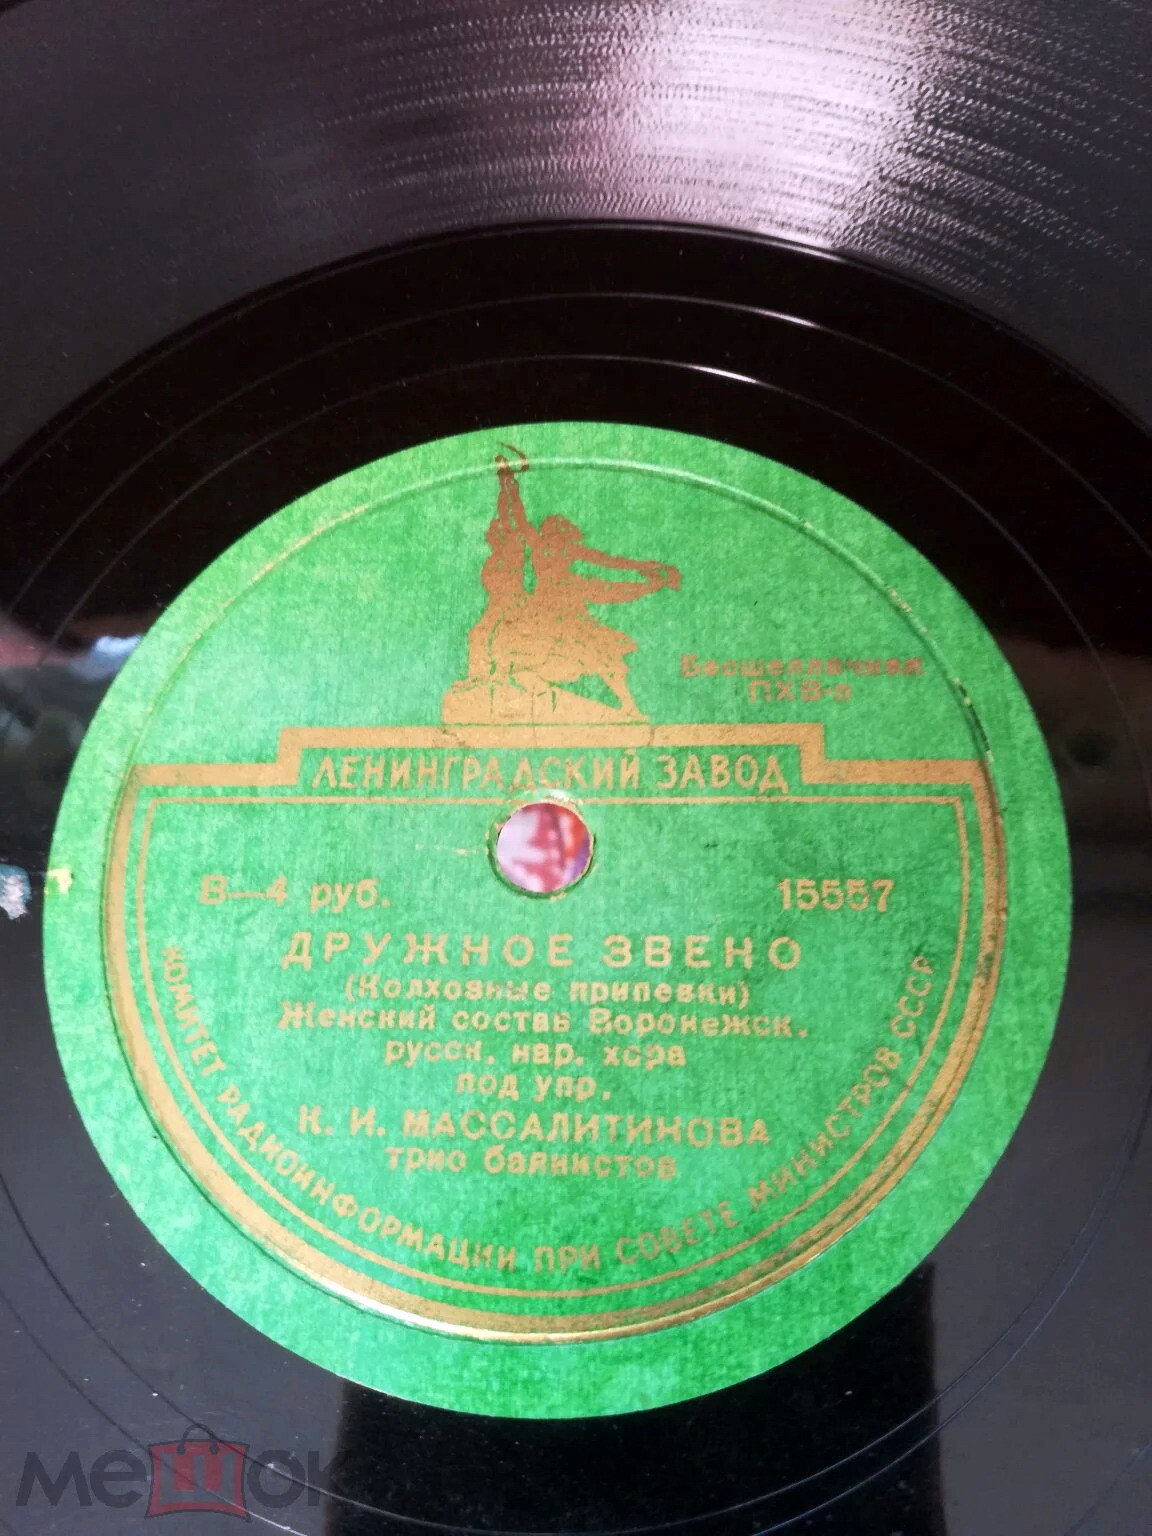 Бесшеллачная
ПХВ-п
ЛЕНИНГРАДСКИЙ ЗАВОД
В—4 руб.
15557
ДРУЖНОЕ ЗВЕНО
(Колхозные припевки)
Женский состав Воронежск.
русск. нар. хора
под упр.
К. И. МАССАЛИТИНОВА
трио баянистов
КОМИТЕТ РАДИОИНФОРМАЦИИ ПРИ СОВЕТЕ МИНИСТРОВ СССР
мешок